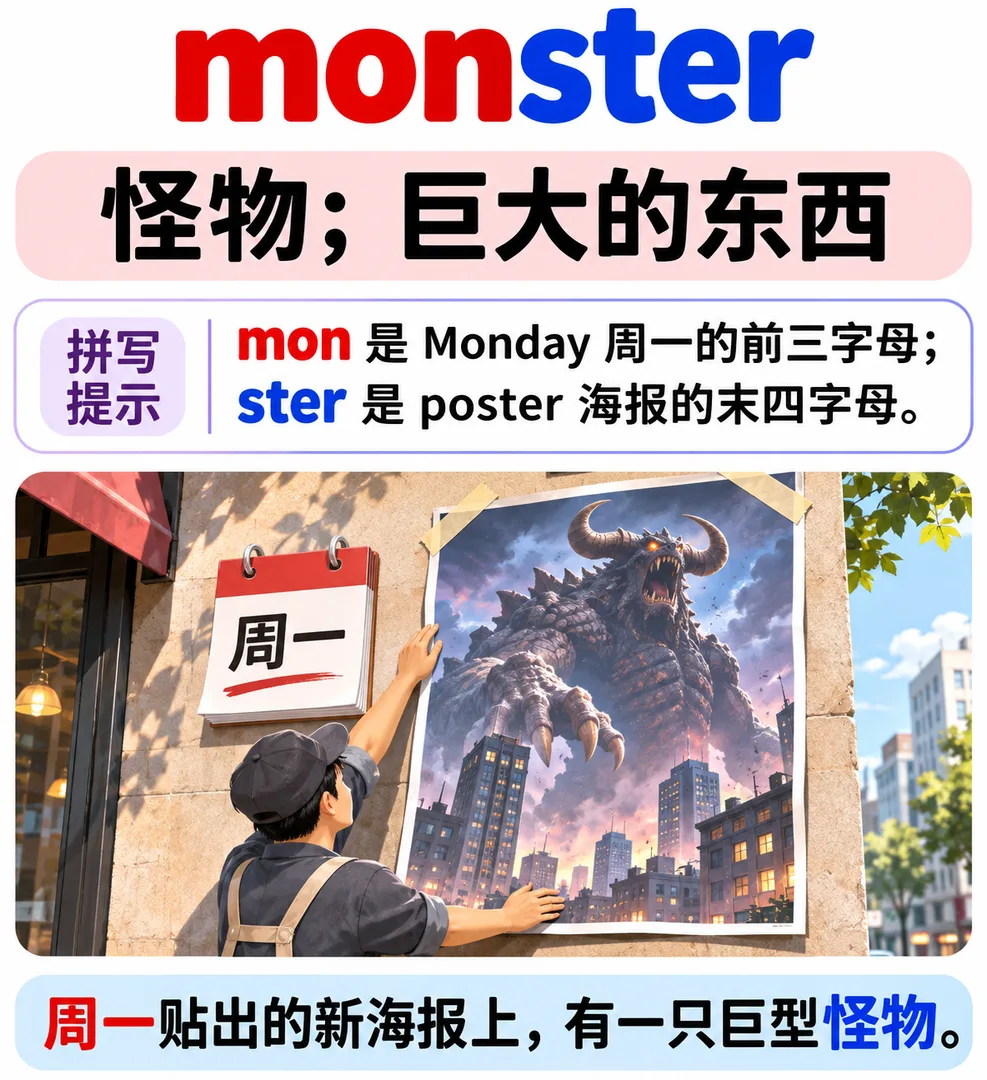 monster
怪物；巨大的东西
拼写
提示
mon 是 Monday 周一的前三字母；
ster 是 poster 海报的末四字母。
周一
周一贴出的新海报上，有一只巨型怪物。